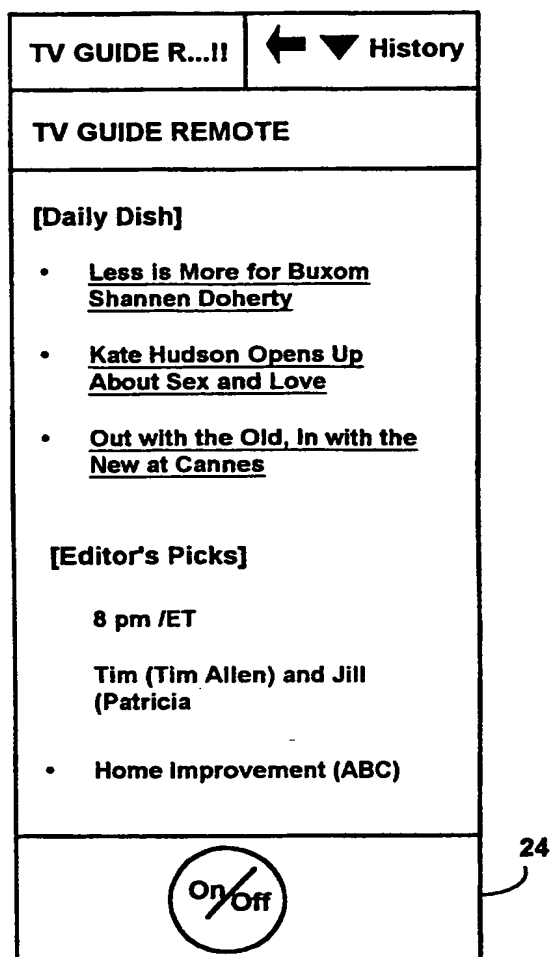 TV GUIDE R...!!
History
TV GUIDE REMOTE
[Daily Dish]
• Less is More for Buxom
Shannen Doherty
• Kate Hudson Opens Up
About Sex and Love
• Out with the Old, In with the
New at Cannes
[Editor's Picks]
8 pm /ET
Tim (Tim Allen) and Jill
(Patricia
• Home Improvement (ABC)
On/Off
24